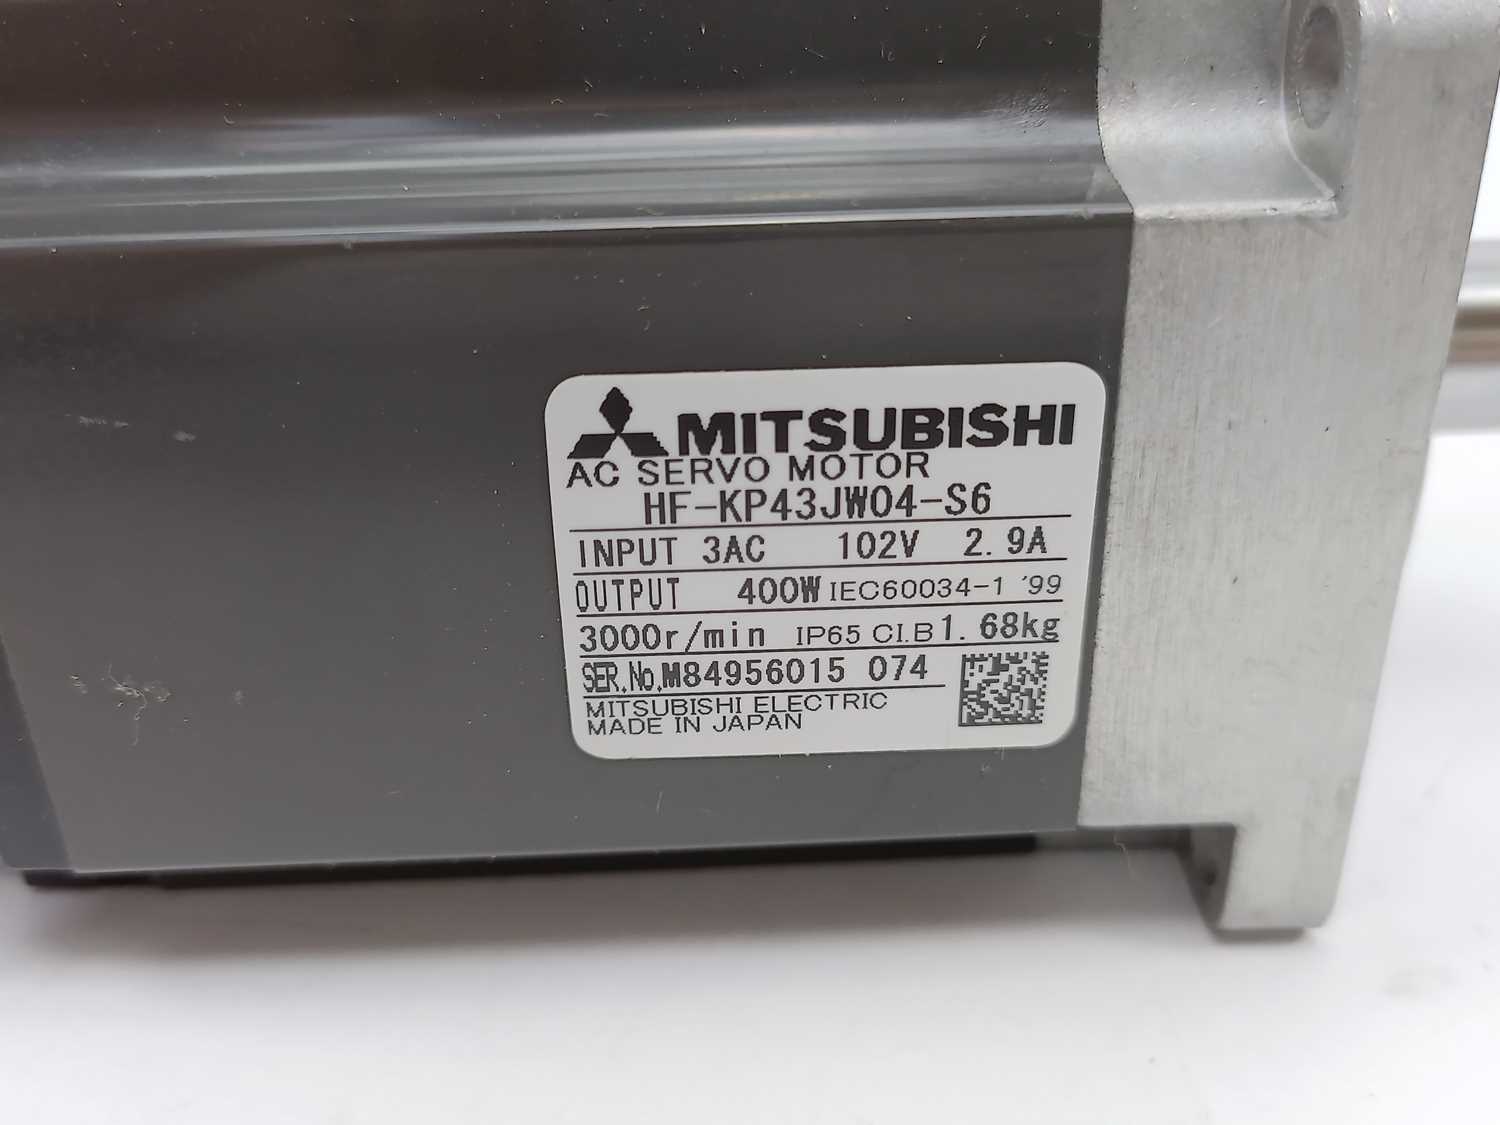 MITSUBISHI
AC SERVO MOTOR
HF-KP43JW04-S6
INPUT 3AC 102V 2.9A
OUTPUT 400W IEC60034-1 '99
3000r/min IP65 CI.B 1.68kg
SER.No.M84956015 074
MITSUBISHI ELECTRIC
MADE IN JAPAN